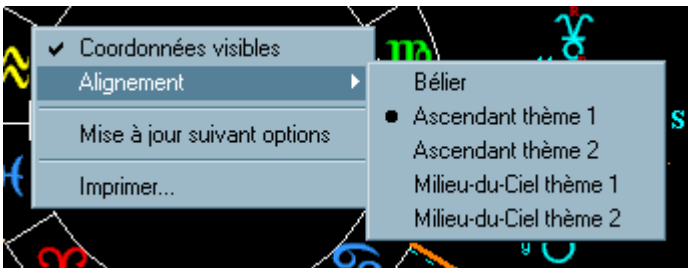 Coordonnées visibles
Alignement
Mise à jour suivant options
Imprimer...
Bélier
Ascendant thème 1
Ascendant thème 2
Milieu-du-Ciel thème 1
Milieu-du-Ciel thème 2
s